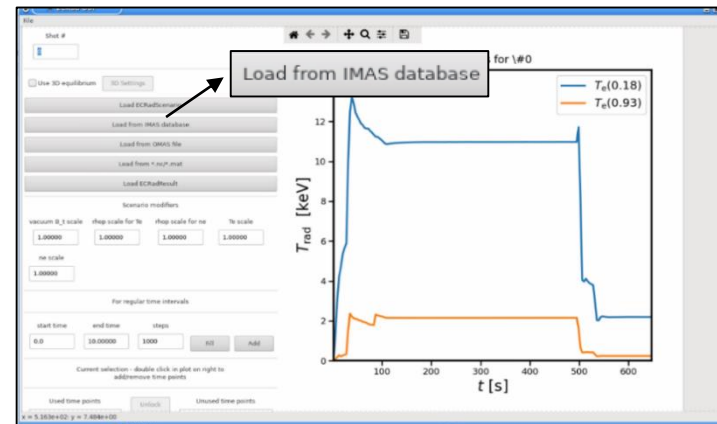 File
Shot #
Use 3D equilibrium
3D Settings
Load ECRadScenario
Load from IMAS database
Load from OMAS file
Load from *.nc/*.mat
Load ECRadResult
Scenario modifiers
vacuum B_t scale rhop scale for Te rhop scale for ne Te scale
1.00000 1.00000 1.00000 1.00000
ne scale
1.00000
For regular time intervals
start time end time steps
0.0 10.00000 1000 Fill Add
Current selection - double click in plot on right to
add/remove time points
Used time points Unlock Unused time points
x = 5.163e+02; y = 7.484e+00
Load from IMAS database
s for \#0
Te(0.18)
Te(0.93)
Trad [keV]
12
10
8
6
4
2
0
100 200 300 400 500 600
t [s]